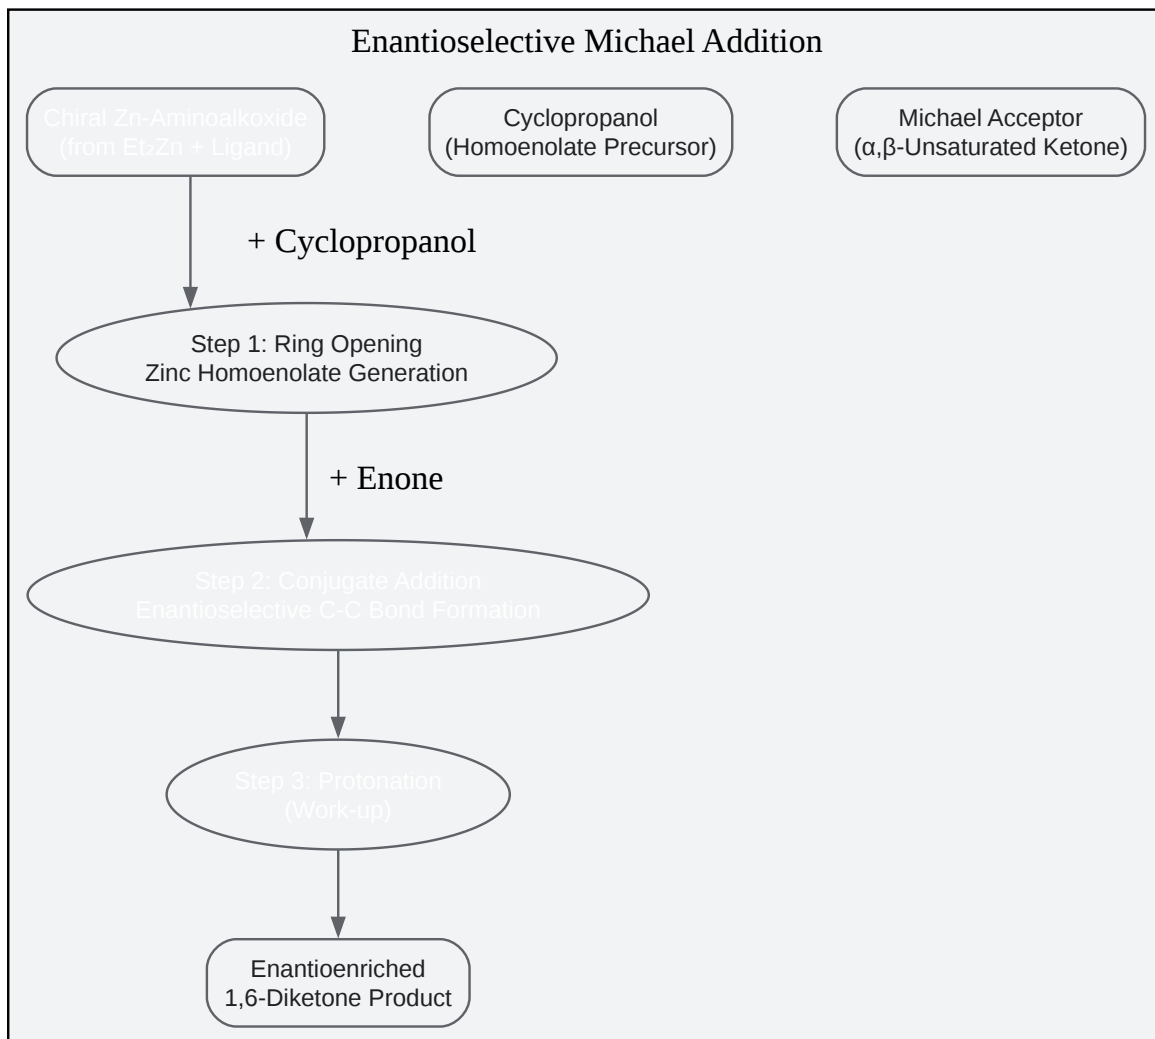 Enantioselective Michael Addition
Chiral Zn-Aminoalkoxide
(from Et₂Zn + Ligand)
Cyclopropanol
(Homoenolate Precursor)
Michael Acceptor
(α,β-Unsaturated Ketone)
+ Cyclopropanol
Step 1: Ring Opening
Zinc Homoenolate Generation
+ Enone
Step 2: Conjugate Addition
Enantioselective C-C Bond Formation
Step 3: Protonation
(Work-up)
Enantioenriched
1,6-Diketone Product